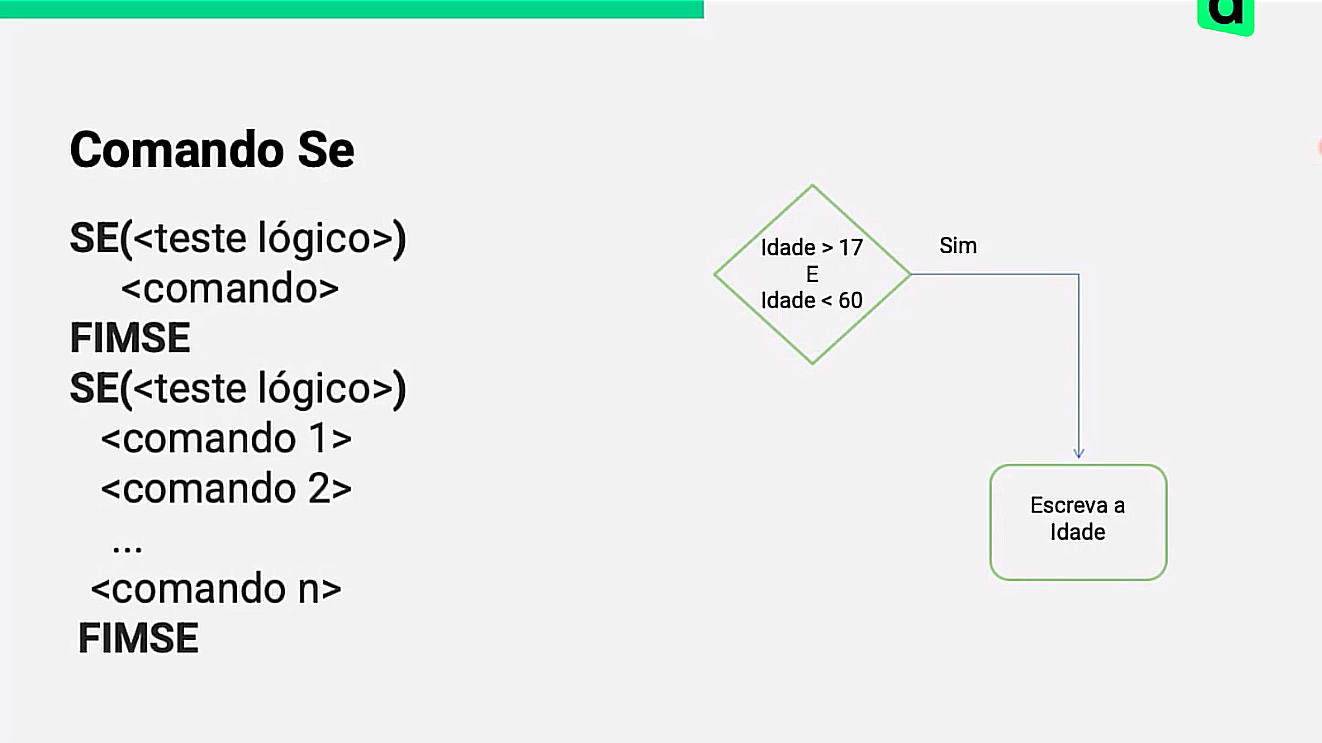 Comando Se
SE(<teste lógico>)
<comando>
FIMSE
SE(<teste lógico>)
<comando 1>
<comando 2>
...
<comando n>
FIMSE
Idade > 17
E
Idade < 60
Sim
Escreva a
Idade